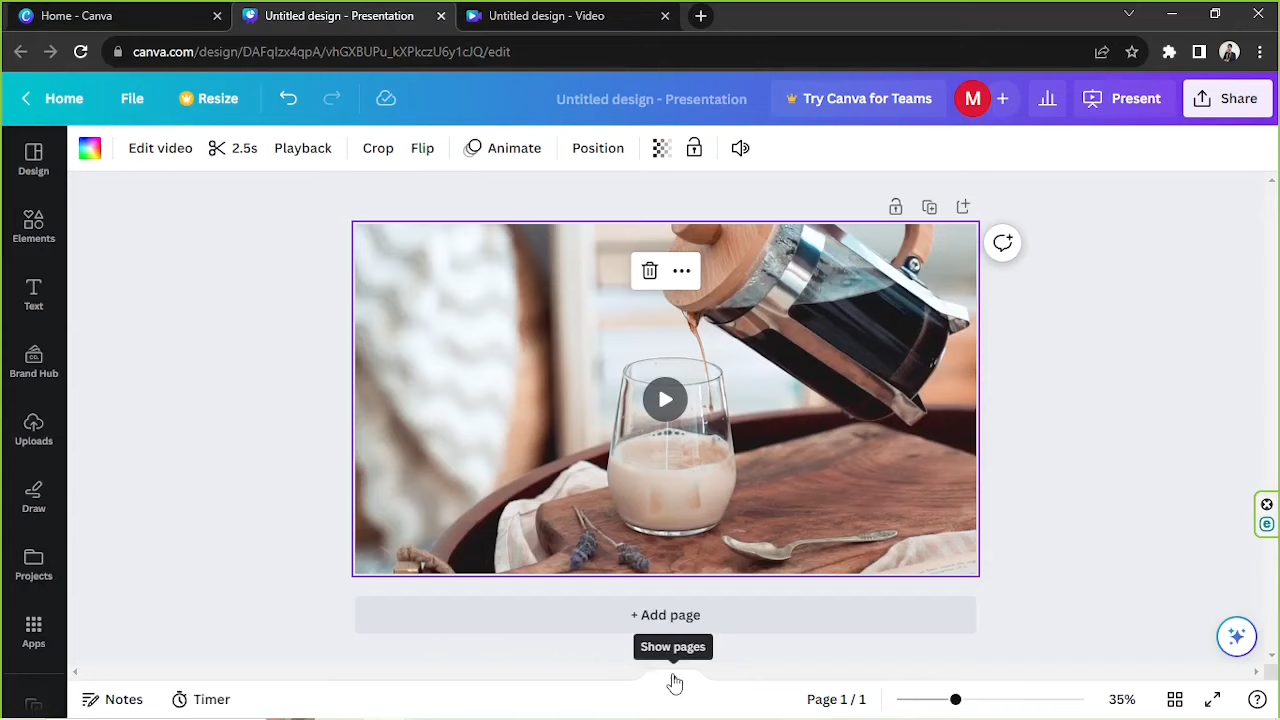 Home - Canva
Untitled design - Presentation
Untitled design - Video
canva.com/design/DAFqIzx4qpA/vhGXBUPu_kXPkczU6y1cJQ/edit
Home
File
Resize
Untitled design - Presentation
Try Canva for Teams
M
Present
Share
Edit video
2.5s
Playback
Crop
Flip
Animate
Position
Design
Elements
Text
CO.
Brand Hub
Uploads
Draw
Projects
Apps
+ Add page
Show pages
Notes
Timer
Page 1 / 1
35%